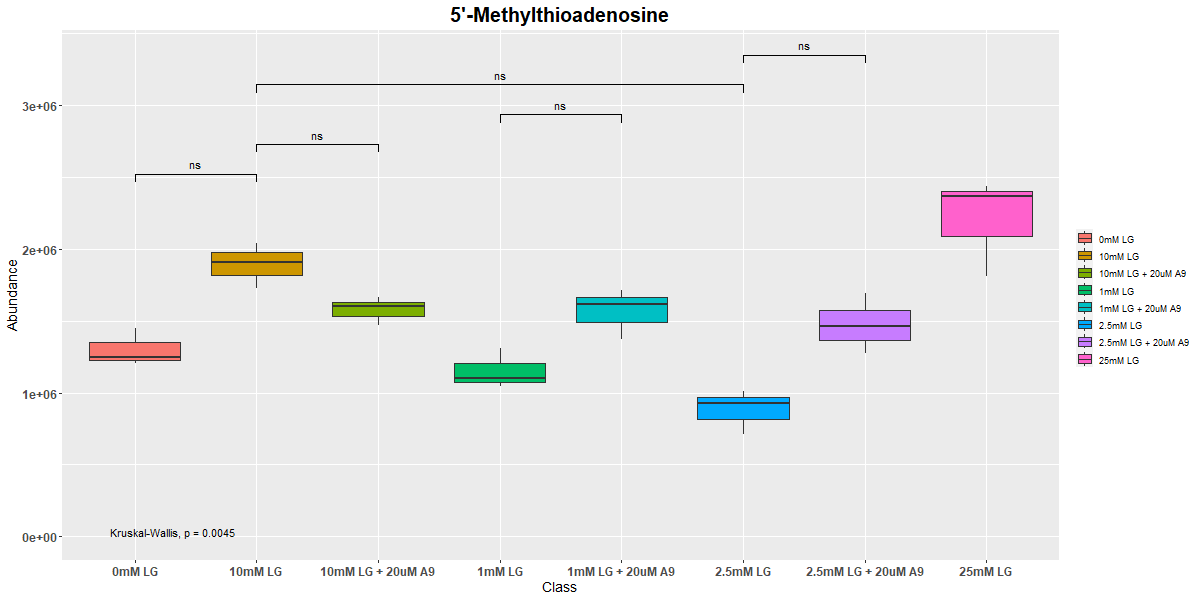 5'-Methylthioadenosine
ns
ns
ns
ns
ns
3e+06
2e+06
1e+06
0e+00
Abundance
Kruskal-Wallis, p = 0.0045
0mM LG
10mM LG
10mM LG + 20uM A9
1mM LG
1mM LG + 20uM A9
2.5mM LG
2.5mM LG + 20uM A9
25mM LG
Class
0mM LG
10mM LG
10mM LG + 20uM A9
1mM LG
1mM LG + 20uM A9
2.5mM LG
2.5mM LG + 20uM A9
25mM LG